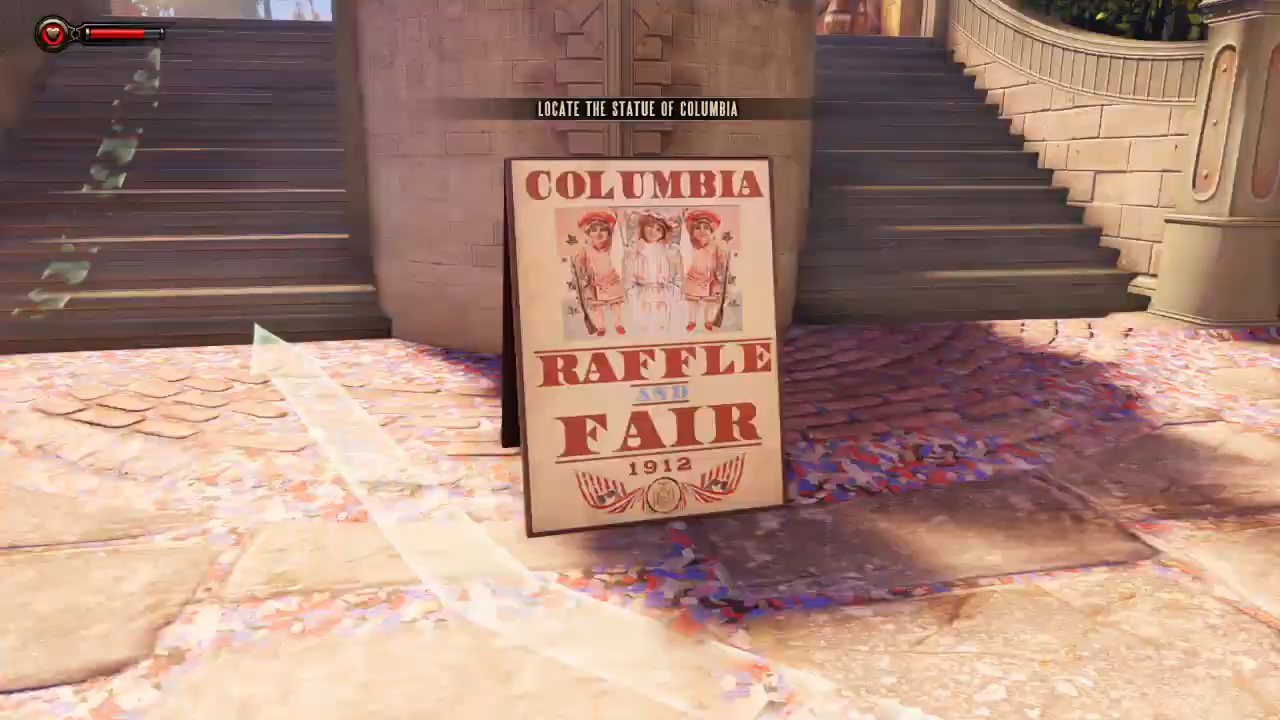 LOCATE THE STATUE OF COLUMBIA
COLUMBIA
RAFFLE
AND
FAIR
1912